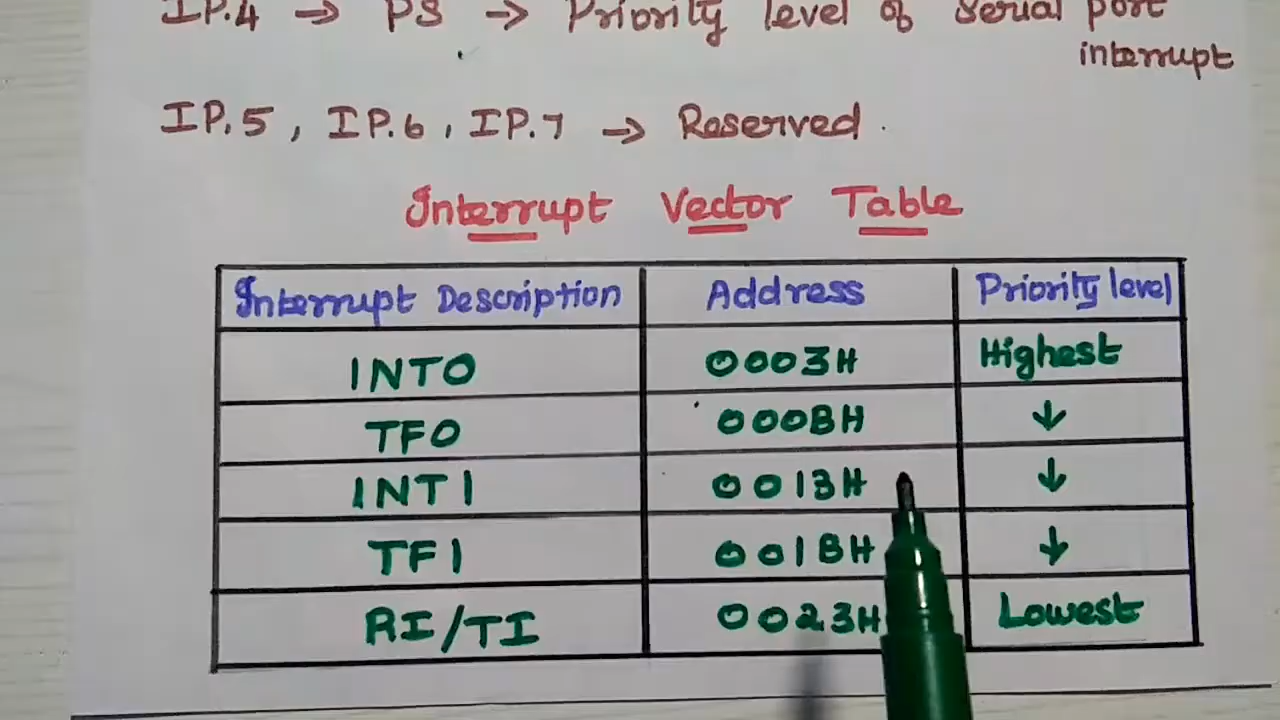 IP.4 → PS → Priority level of Serial port
interrupt
IP.5, IP.6, IP.7 → Reserved.
Interrupt Vector Table
Interrupt Description Address Priority level
INT0 0003H Highest
TF0 000BH ↓
INT1 0013H ↓
TF1 001BH ↓
RI/TI 0023H Lowest